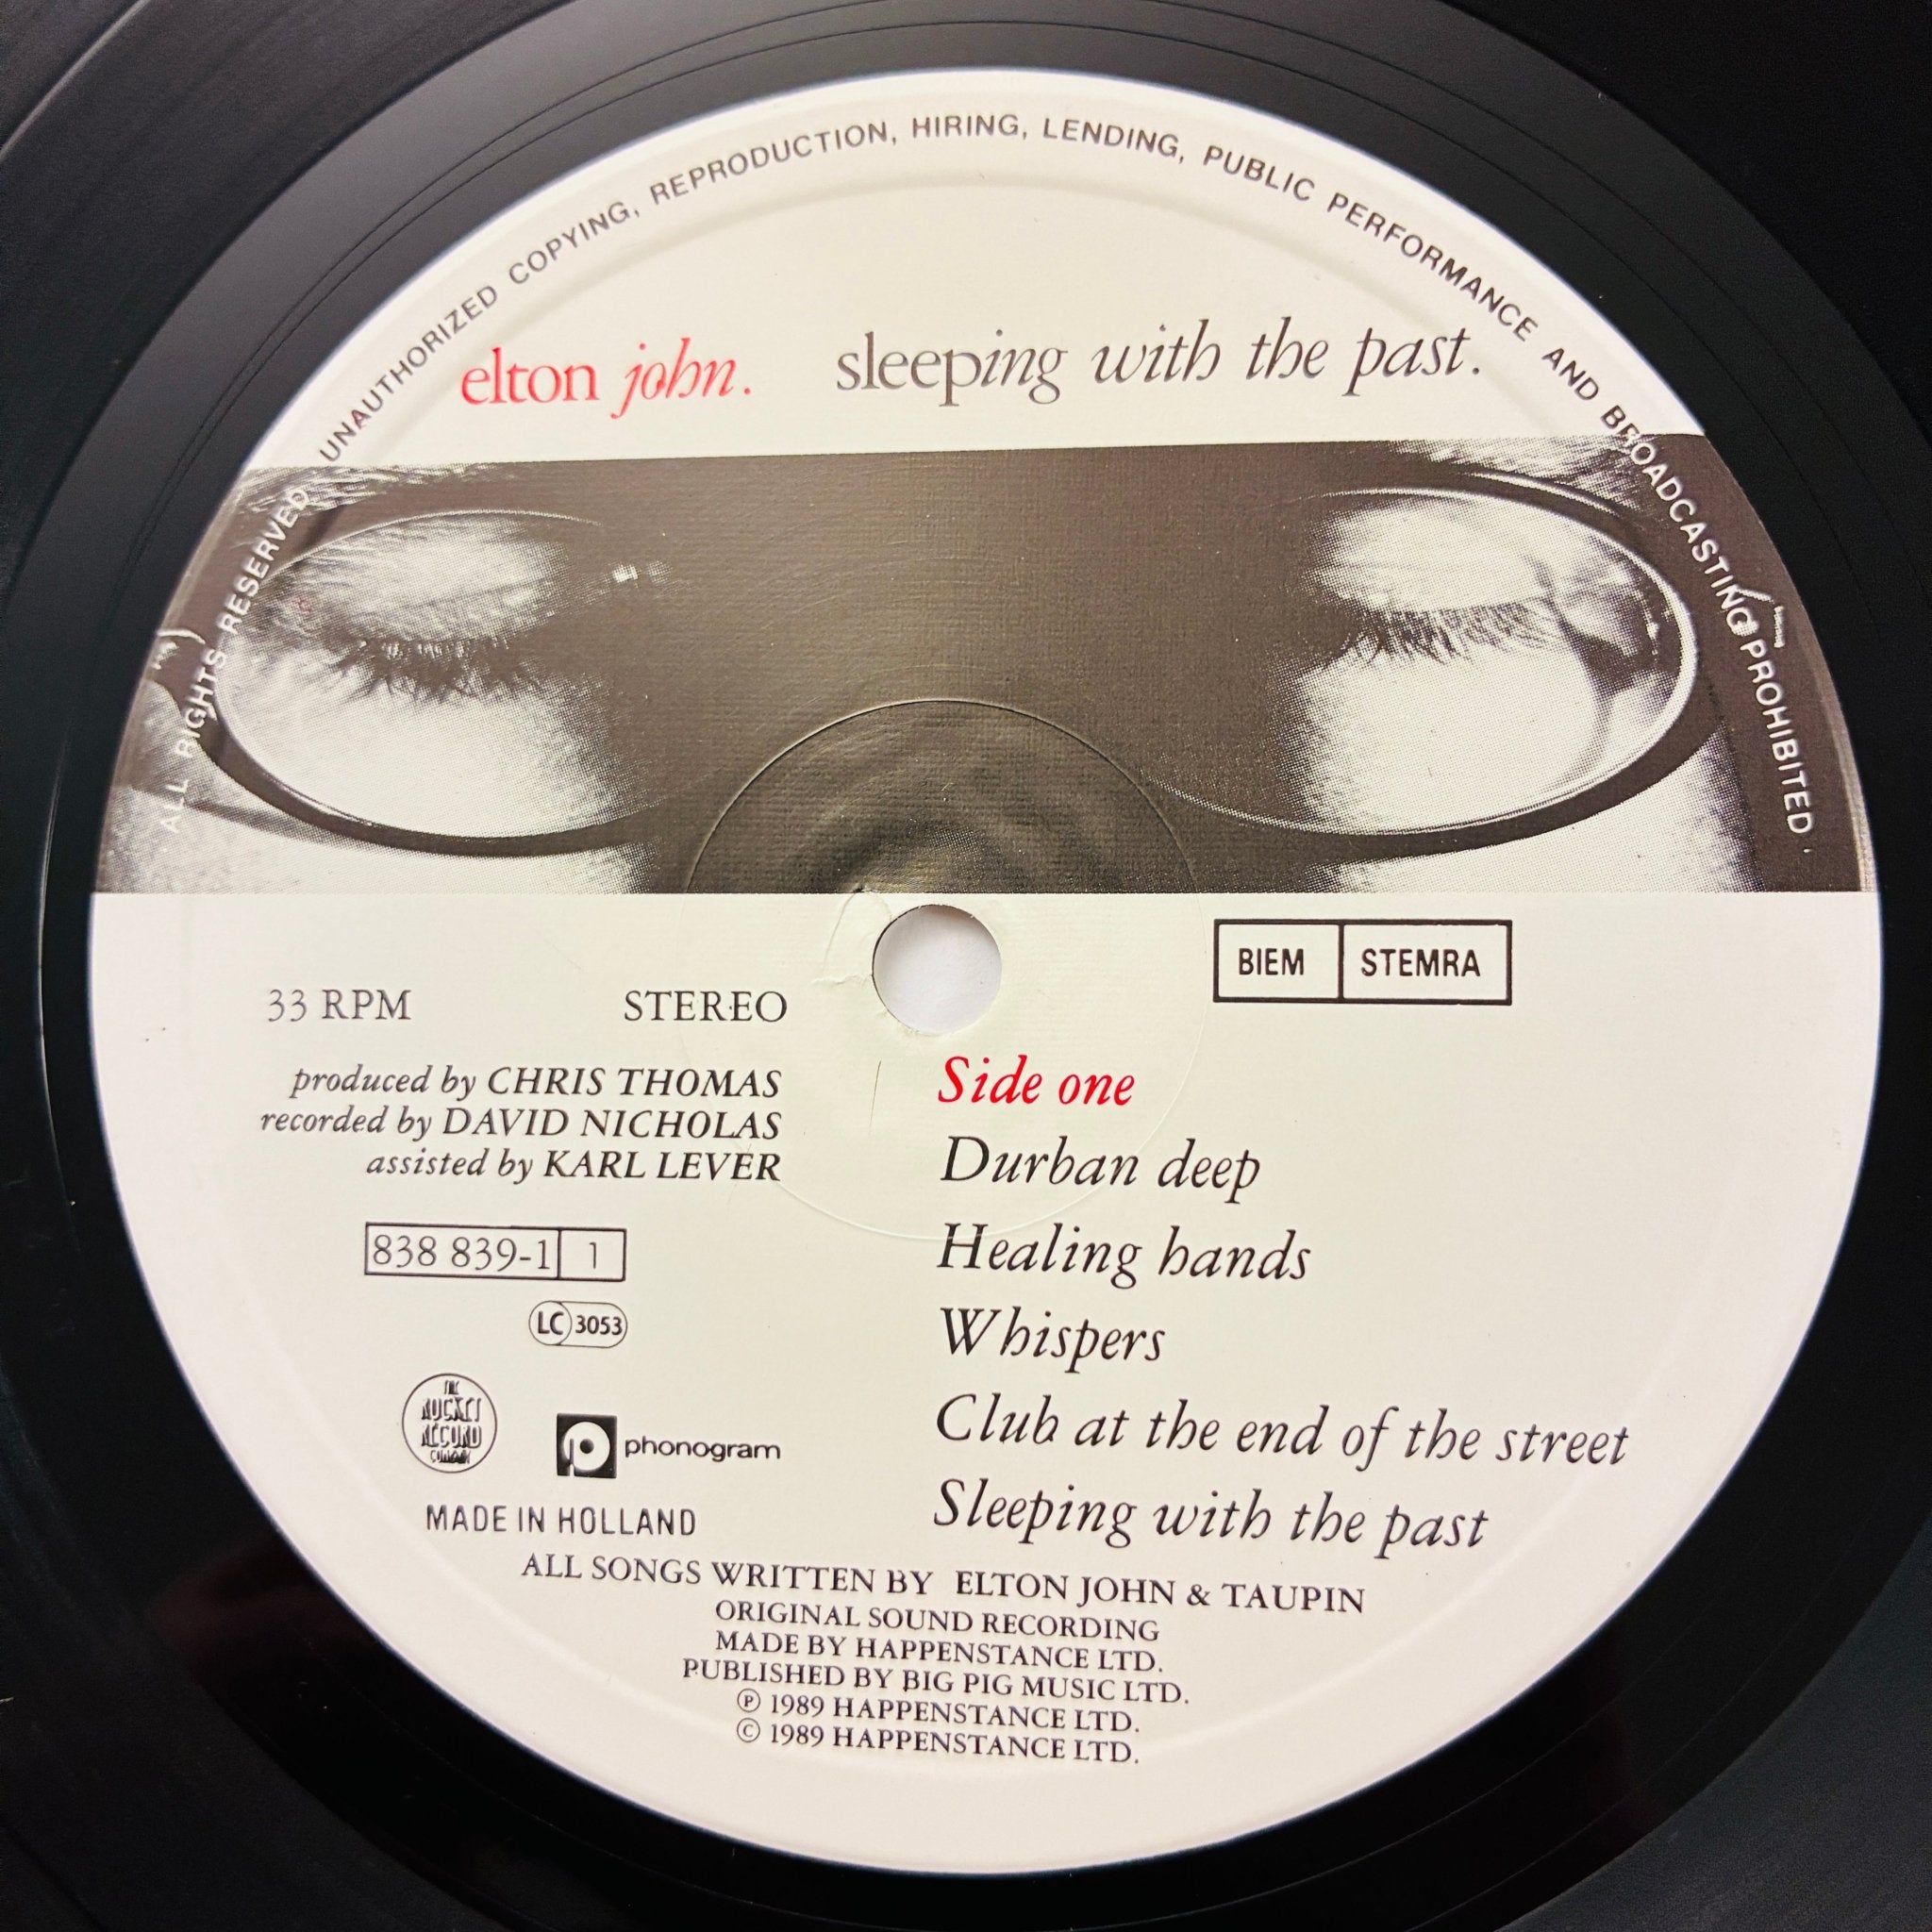 ALL RIGHTS RESERVED UNAUTHORIZED COPYING, REPRODUCTION, HIRING, LENDING, PUBLIC PERFORMANCE AND BROADCASTING PROHIBITED.
elton john. sleeping with the past.
BIEM STEMRA
33 RPM STEREO
produced by CHRIS THOMAS
recorded by DAVID NICHOLAS
assisted by KARL LEVER
838 839-1 1
LC 3053
THE
ROCKET
RECORD
COMPANY
phonogram
MADE IN HOLLAND
Side one
Durban deep
Healing hands
Whispers
Club at the end of the street
Sleeping with the past
ALL SONGS WRITTEN BY ELTON JOHN & TAUPIN
ORIGINAL SOUND RECORDING
MADE BY HAPPENSTANCE LTD.
PUBLISHED BY BIG PIG MUSIC LTD.
℗ 1989 HAPPENSTANCE LTD.
© 1989 HAPPENSTANCE LTD.